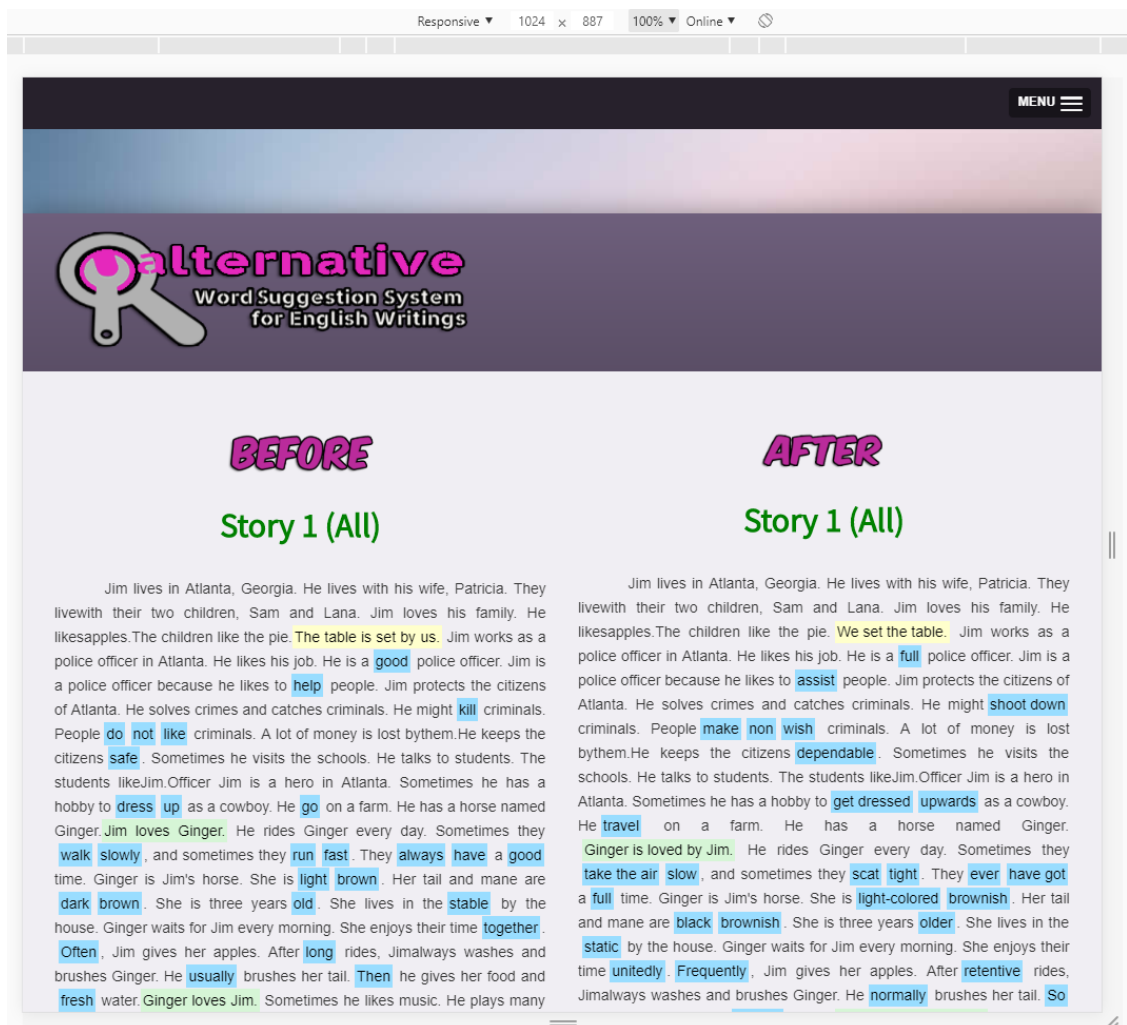 Responsive ▼ 1024 x 887 100% ▼ Online ▼
MENU
alternative
Word Suggestion System
for English Writings
BEFORE
Story 1 (All)
Jim lives in Atlanta, Georgia. He lives with his wife, Patricia. They
livewith their two children, Sam and Lana. Jim loves his family. He
likesapples.The children like the pie. The table is set by us. Jim works as a
police officer in Atlanta. He likes his job. He is a good police officer. Jim is
a police officer because he likes to help people. Jim protects the citizens
of Atlanta. He solves crimes and catches criminals. He might kill criminals.
People do not like criminals. A lot of money is lost bythem.He keeps the
citizens safe . Sometimes he visits the schools. He talks to students. The
students likeJim.Officer Jim is a hero in Atlanta. Sometimes he has a
hobby to dress up as a cowboy. He go on a farm. He has a horse named
Ginger. Jim loves Ginger. He rides Ginger every day. Sometimes they
walk slowly , and sometimes they run fast . They always have a good
time. Ginger is Jim's horse. She is light brown . Her tail and mane are
dark brown . She is three years old . She lives in the stable by the
house. Ginger waits for Jim every morning. She enjoys their time together .
Often , Jim gives her apples. After long rides, Jimalways washes and
brushes Ginger. He usually brushes her tail. Then he gives her food and
fresh water. Ginger loves Jim. Sometimes he likes music. He plays many
AFTER
Story 1 (All)
Jim lives in Atlanta, Georgia. He lives with his wife, Patricia. They
livewith their two children, Sam and Lana. Jim loves his family. He
likesapples.The children like the pie. We set the table. Jim works as a
police officer in Atlanta. He likes his job. He is a full police officer. Jim is a
police officer because he likes to assist people. Jim protects the citizens of
Atlanta. He solves crimes and catches criminals. He might shoot down
criminals. People make non wish criminals. A lot of money is lost
bythem.He keeps the citizens dependable . Sometimes he visits the
schools. He talks to students. The students likeJim.Officer Jim is a hero in
Atlanta. Sometimes he has a hobby to get dressed upwards as a cowboy.
He travel on a farm. He has a horse named Ginger.
Ginger is loved by Jim. He rides Ginger every day. Sometimes they
take the air slow , and sometimes they scat tight . They ever have got
a full time. Ginger is Jim's horse. She is light-colored brownish . Her tail
and mane are black brownish . She is three years older . She lives in the
static by the house. Ginger waits for Jim every morning. She enjoys their
time unitedly . Frequently , Jim gives her apples. After retentive rides,
Jimalways washes and brushes Ginger. He normally brushes her tail. So